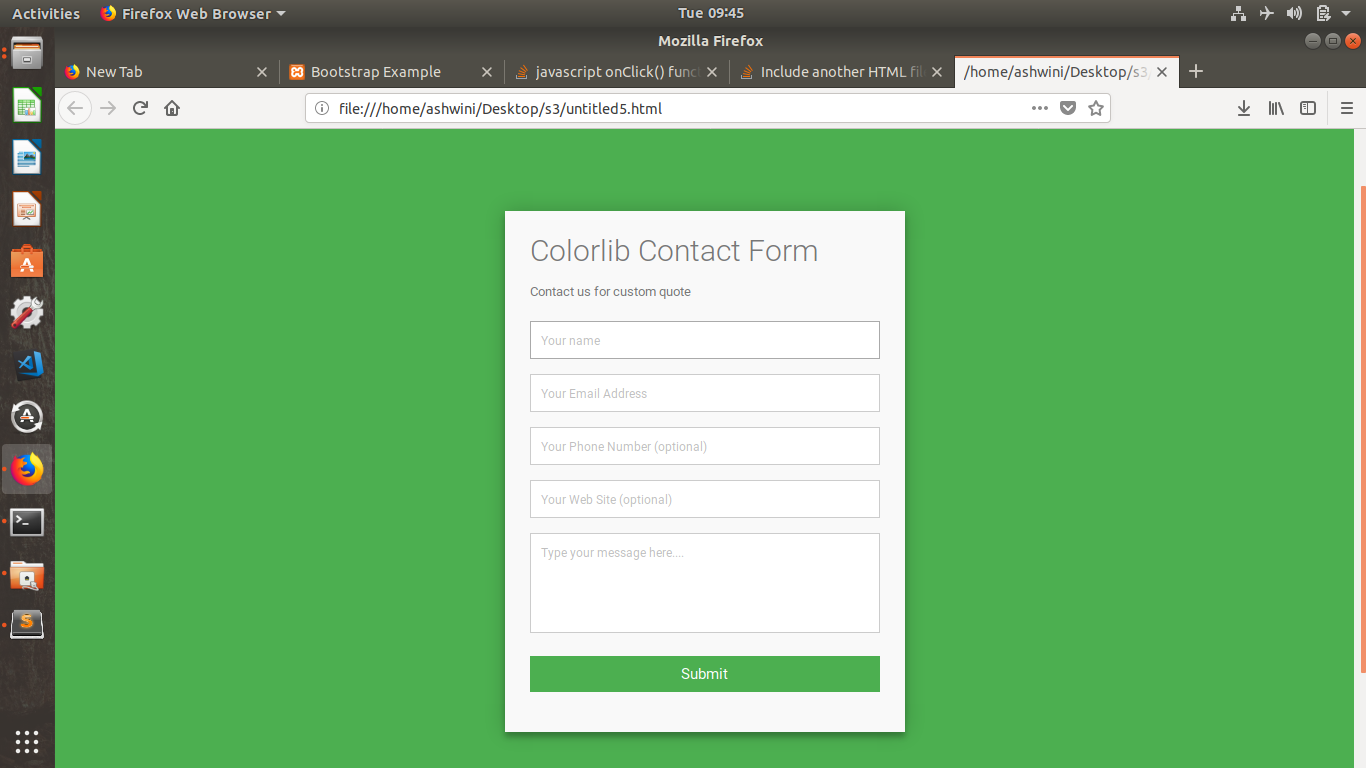 Activities Firefox Web Browser Tue 09:45
Mozilla Firefox
New Tab Bootstrap Example javascript onClick() func Include another HTML fil /home/ashwini/Desktop/s3/
file:///home/ashwini/Desktop/s3/untitled5.html
Colorlib Contact Form
Contact us for custom quote
Your name
Your Email Address
Your Phone Number (optional)
Your Web Site (optional)
Type your message here....
Submit